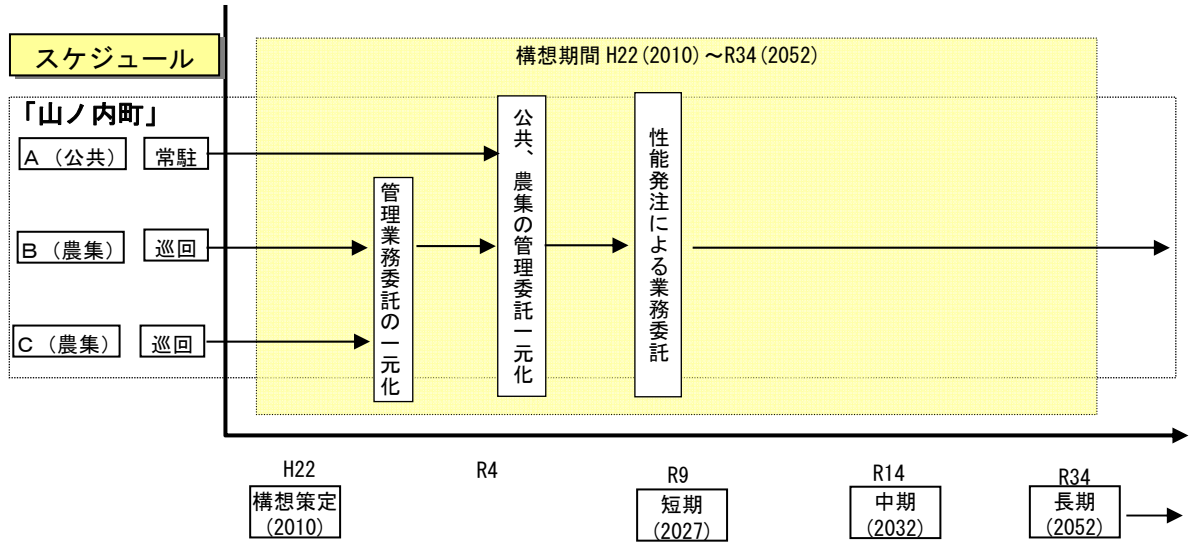 スケジュール
構想期間 H22(2010)～R34(2052)
「山ノ内町」
A（公共）
常駐
B（農集）
巡回
C（農集）
巡回
管理業務委託の一元化
公共、農集の管理委託一元化
性能発注による業務委託
H22
構想策定
(2010)
R4
R9
短期
(2027)
R14
中期
(2032)
R34
長期
(2052)